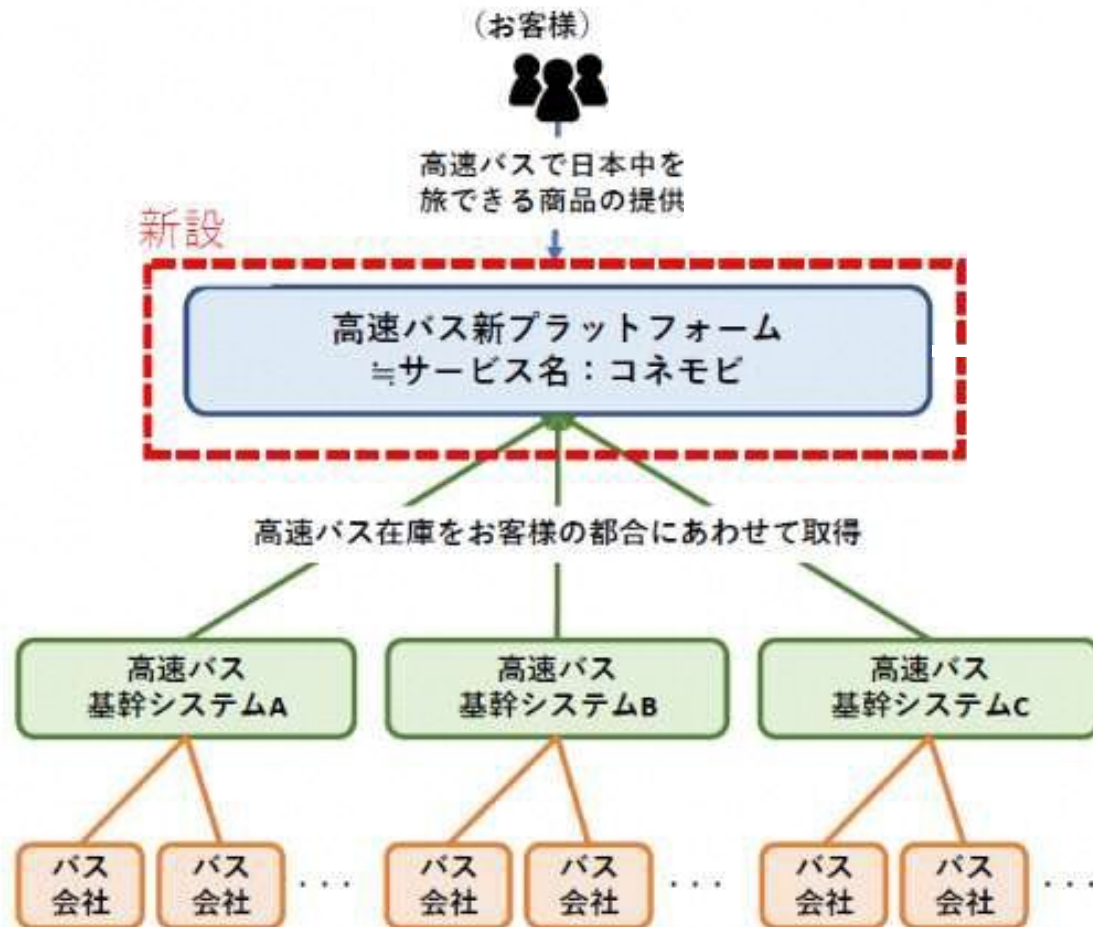 (お客様)
高速バスで日本中を
旅できる商品の提供
新設
高速バス新プラットフォーム
≒サービス名：コネモビ
高速バス在庫をお客様の都合にあわせて取得
高速バス
基幹システムA
高速バス
基幹システムB
高速バス
基幹システムC
バス
会社
バス
会社
・・・
バス
会社
バス
会社
・・・
バス
会社
バス
会社
・・・